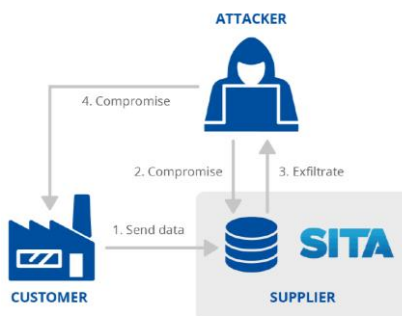 ATTACKER
4. Compromise
2. Compromise
3. Exfiltrate
1. Send data
SITA
CUSTOMER
SUPPLIER